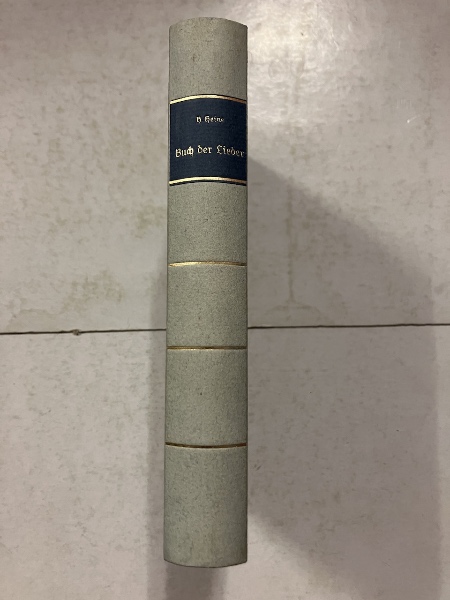 H. Heine
Buch der Lieder